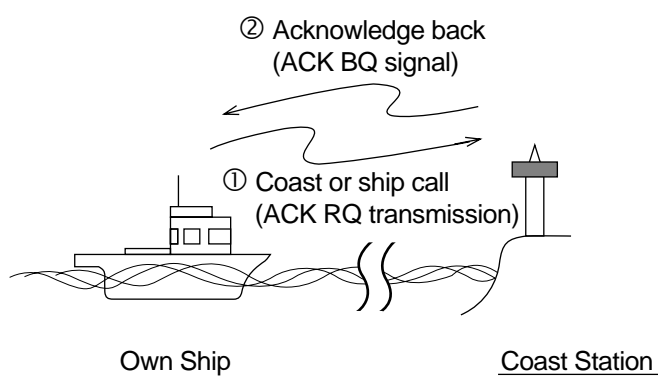 ② Acknowledge back
(ACK BQ signal)
① Coast or ship call
(ACK RQ transmission)
Own Ship
Coast Station